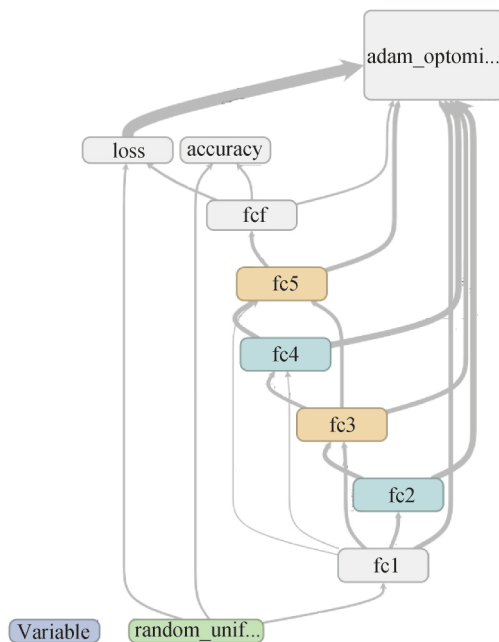 adam_optomi...
loss
accuracy
fcf
fc5
fc4
fc3
fc2
fc1
Variable
random_unif...